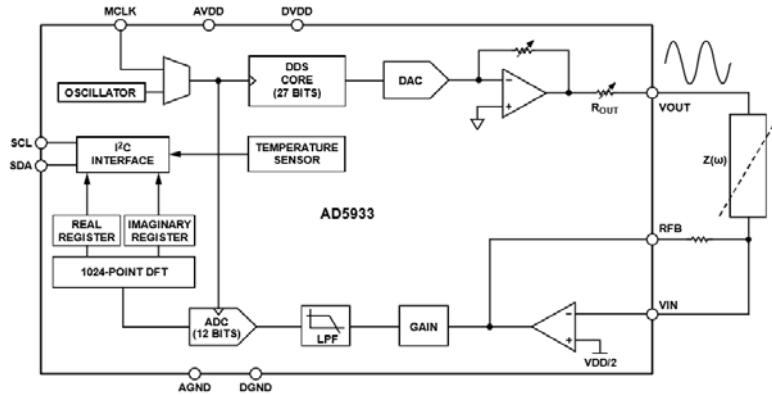 MCLK
AVDD
DVDD
OSCILLATOR
DDS
CORE
(27 BITS)
DAC
ROUT
VOUT
SCL
SDA
I2C
INTERFACE
TEMPERATURE
SENSOR
Z(ω)
AD5933
REAL
REGISTER
IMAGINARY
REGISTER
RFB
1024-POINT DFT
VIN
ADC
(12 BITS)
LPF
GAIN
VDD/2
AGND
DGND